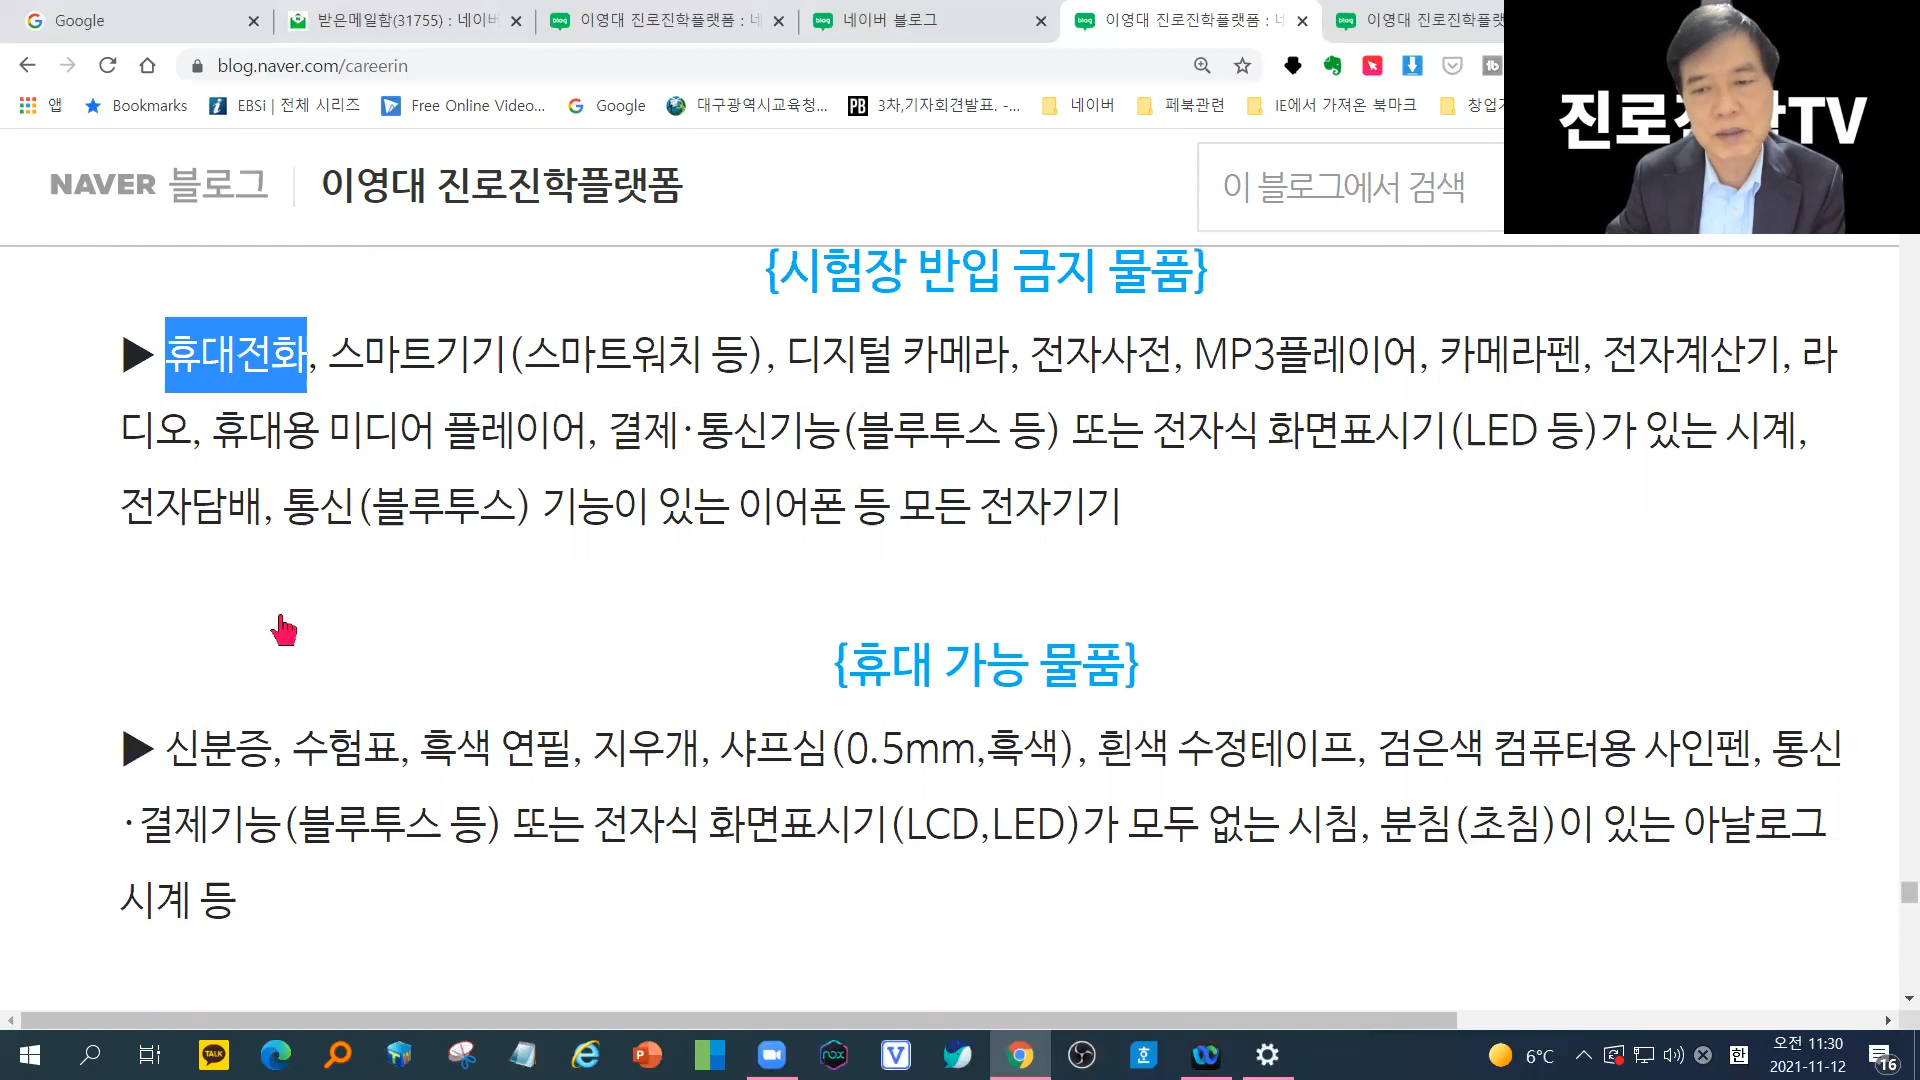 Google
받은메일함(31755) : 네이버
이영대 진로진학플랫폼 : 네
네이버 블로그
이영대 진로진학플랫폼 : 네
이영대 진로진학플랫
blog.naver.com/careerin
앱
Bookmarks
EBSi | 전체 시리즈
Free Online Video...
Google
대구광역시교육청...
3차,기자회견발표. -...
네이버
페북관련
IE에서 가져온 북마크
TV
NAVER 블로그
이영대 진로진학플랫폼
이 블로그에서 검색
{시험장 반입 금지 물품}
▶ 휴대전화, 스마트기기(스마트워치 등), 디지털 카메라, 전자사전, MP3플레이어, 카메라펜, 전자계산기, 라
디오, 휴대용 미디어 플레이어, 결제·통신기능(블루투스 등) 또는 전자식 화면표시기(LED 등)가 있는 시계,
전자담배, 통신(블루투스) 기능이 있는 이어폰 등 모든 전자기기
{휴대 가능 물품}
▶ 신분증, 수험표, 흑색 연필, 지우개, 샤프심(0.5mm,흑색), 흰색 수정테이프, 검은색 컴퓨터용 사인펜, 통신
·결제기능(블루투스 등) 또는 전자식 화면표시기(LCD,LED)가 모두 없는 시침, 분침(초침)이 있는 아날로그
시계 등
TALK
6°C
한
오전 11:30
2021-11-12
16